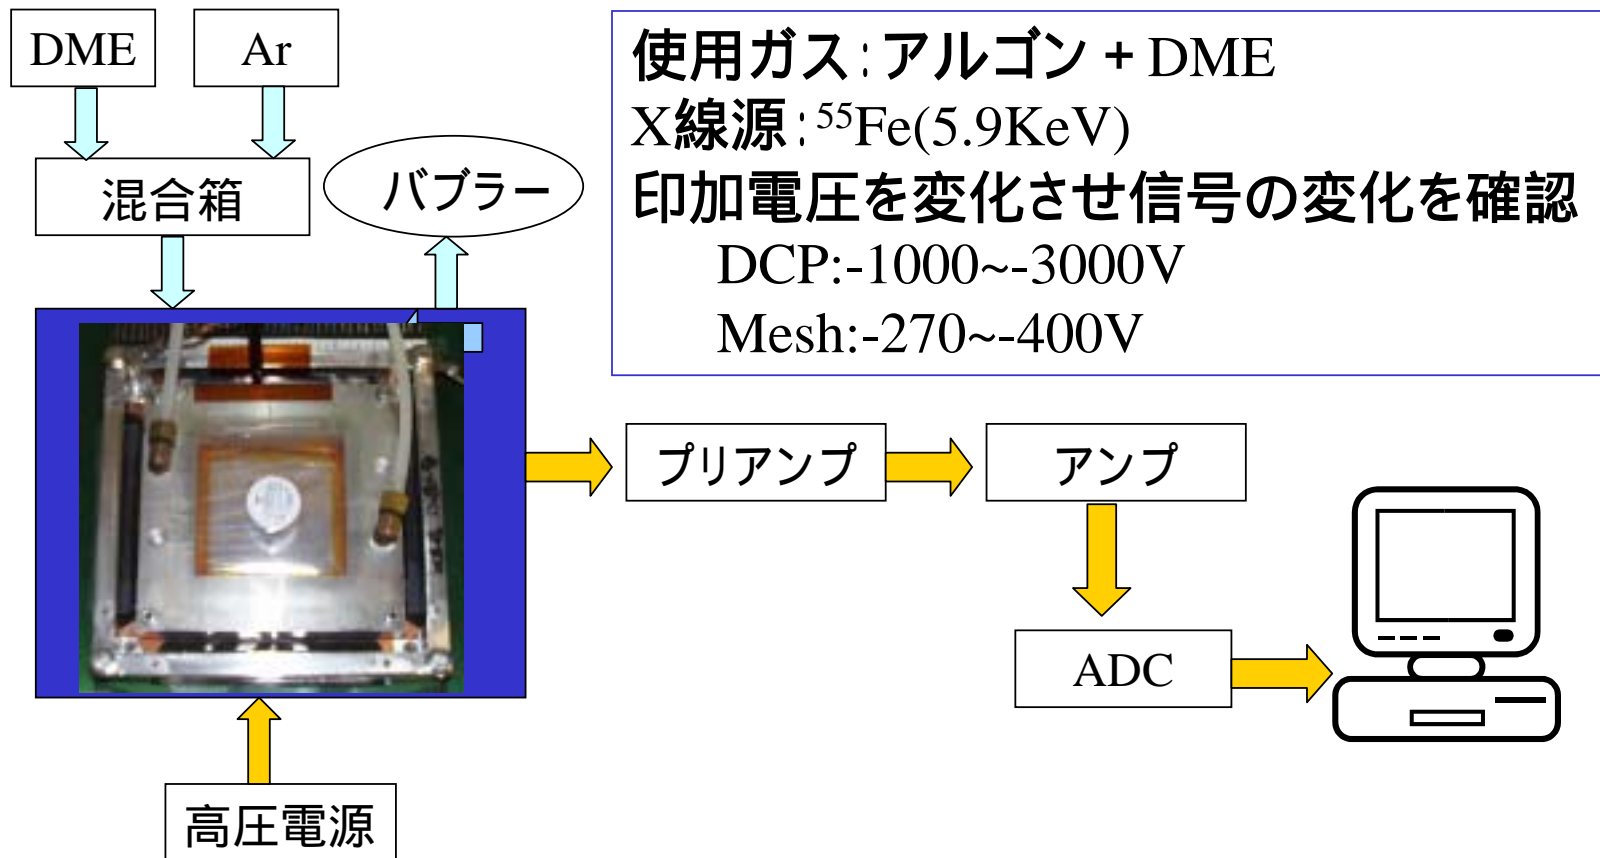 DME
Ar
使用ガス:アルゴン + DME
X線源:⁵⁵Fe(5.9KeV)
印加電圧を変化させ信号の変化を確認
DCP:-1000~-3000V
Mesh:-270~-400V
混合箱
バブラー
プリアンプ
アンプ
ADC
高圧電源